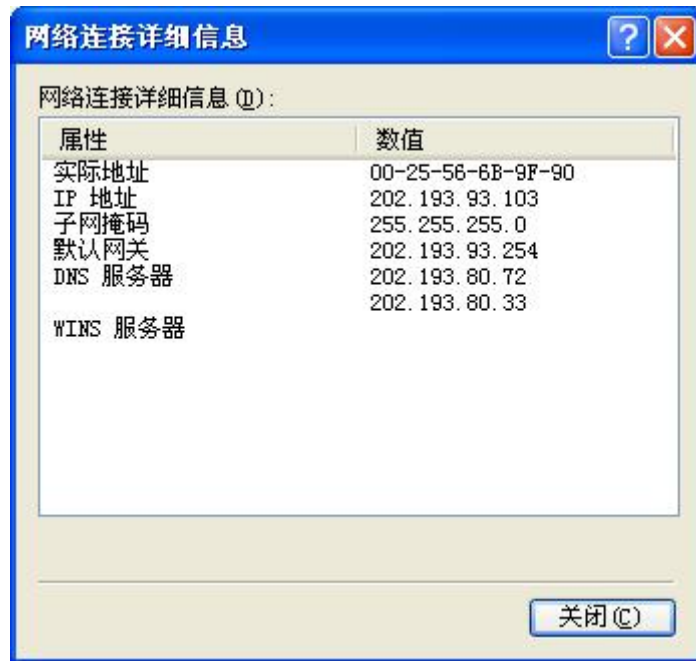 网络连接详细信息
网络连接详细信息(D):
属性 数值
实际地址 00-25-56-6B-9F-90
IP 地址 202.193.93.103
子网掩码 255.255.255.0
默认网关 202.193.93.254
DNS 服务器 202.193.80.72
202.193.80.33
WINS 服务器
关闭(C)